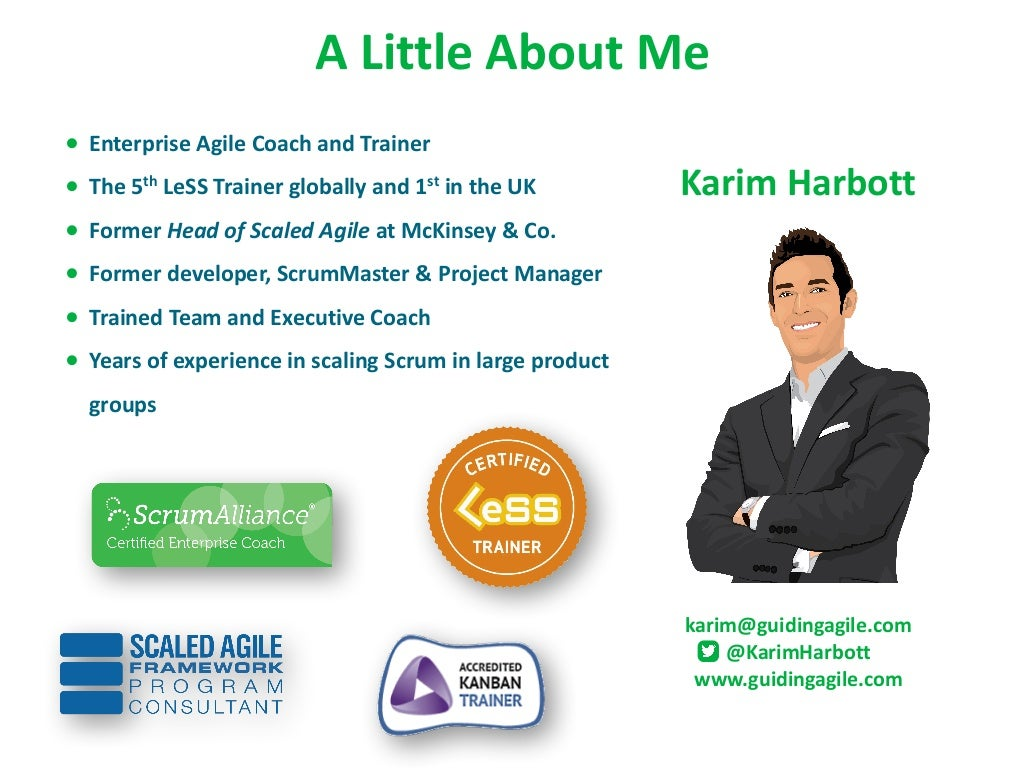 A Little About Me
• Enterprise Agile Coach and Trainer
• The 5th LeSS Trainer globally and 1st in the UK
• Former Head of Scaled Agile at McKinsey & Co.
• Former developer, ScrumMaster & Project Manager
• Trained Team and Executive Coach
• Years of experience in scaling Scrum in large product
groups
Karim Harbott
ScrumAlliance®
Certified Enterprise Coach
CERTIFIED
LeSS
TRAINER
SCALED AGILE
FRAMEWORK
PROGRAM
CONSULTANT
ACCREDITED
KANBAN
TRAINER
karim@guidingagile.com
@KarimHarbott
www.guidingagile.com